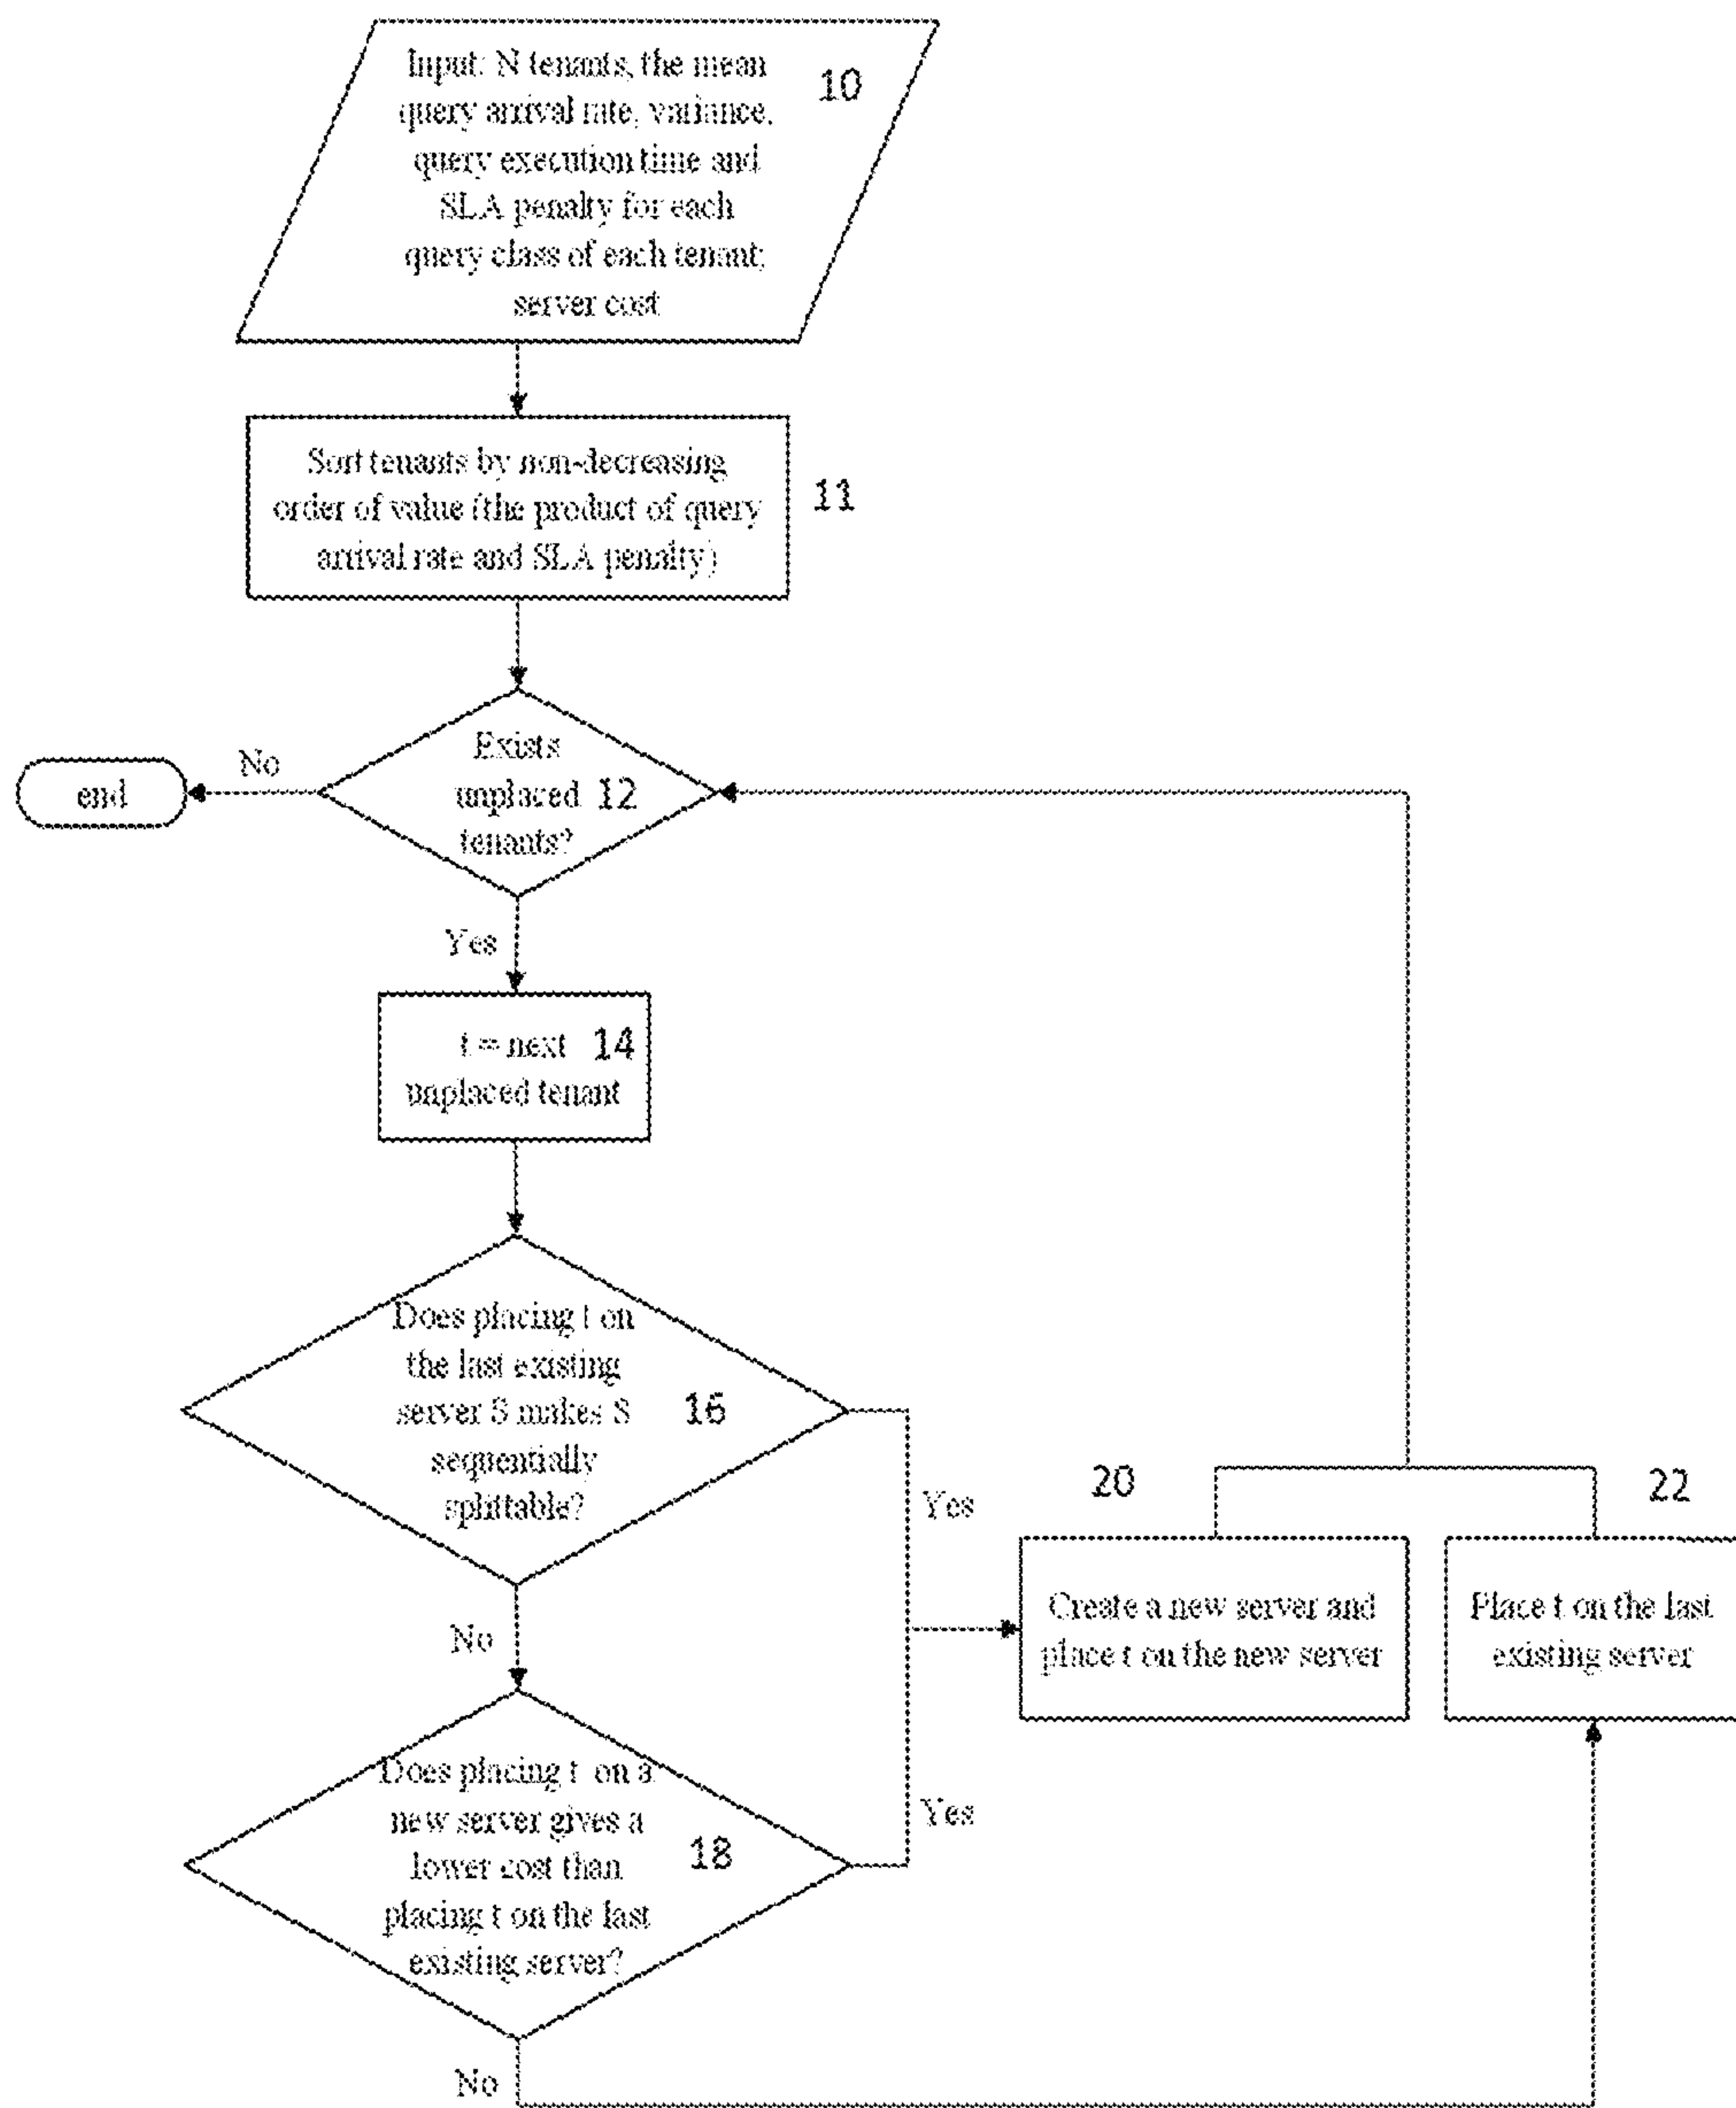 Input: N tenants, the mean
query arrival rate, variance,
query execution time and
SLA penalty for each
query class of each tenant;
server cost
10
Sort tenants by non-decreasing
order of value (the product of query
arrival rate and SLA penalty)
11
Exists
unplaced
tenants?
12
No
end
Yes
t = next
unplaced tenant
14
Does placing t on
the last existing
server S makes S
sequentially
splittable?
16
Yes
No
20
22
Create a new server and
place t on the new server
Place t on the last
existing server
Does placing t on a
new server gives a
lower cost than
placing t on the last
existing server?
18
Yes
No